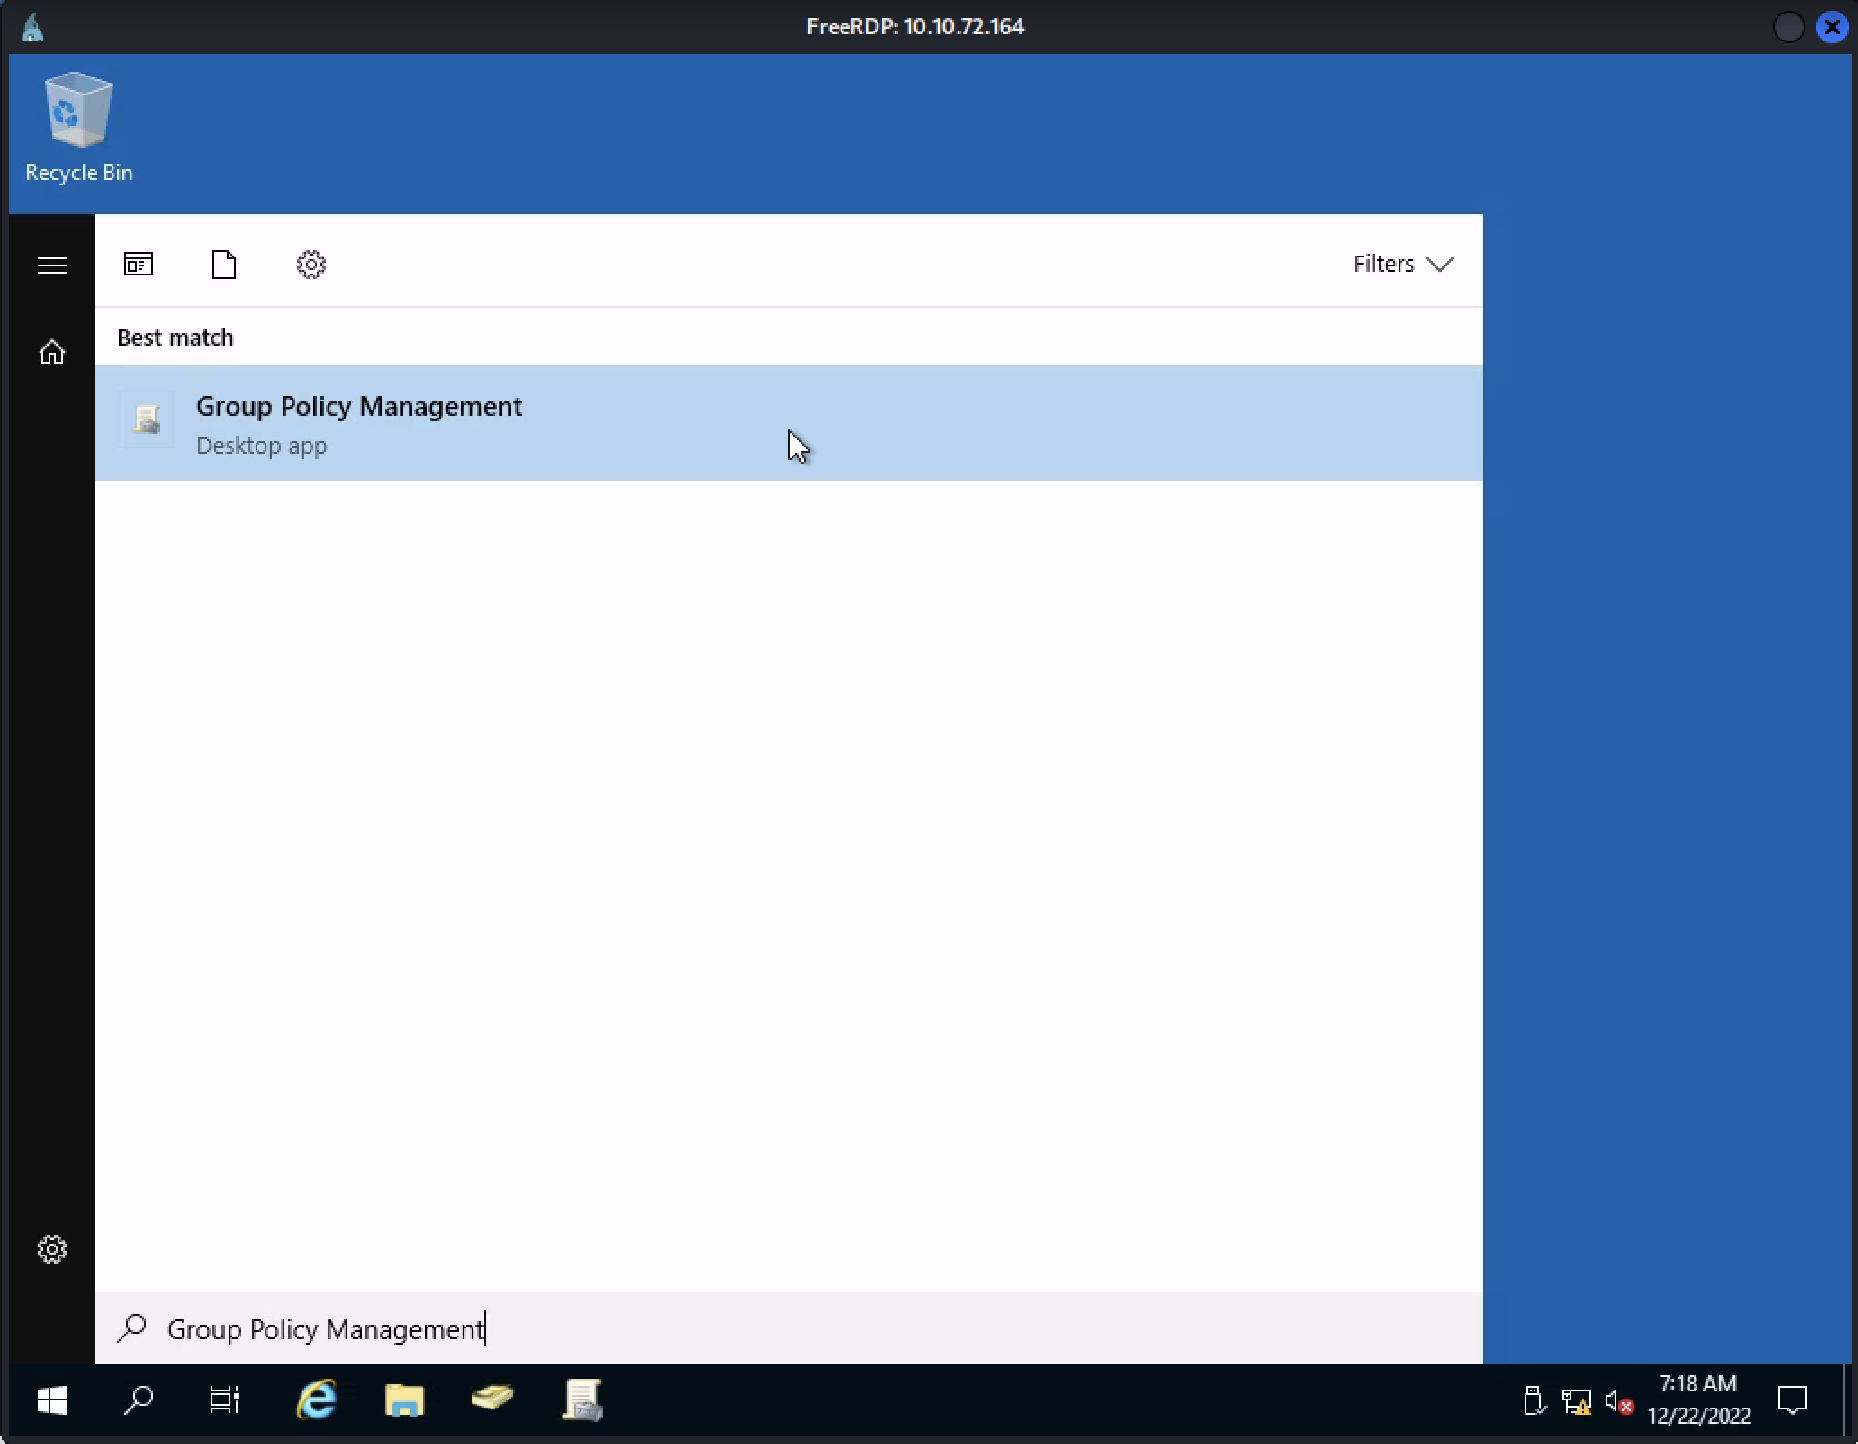 FreeRDP: 10.10.72.164
Recycle Bin
Filters
Best match
Group Policy Management
Desktop app
Group Policy Management
7:18 AM
12/22/2022